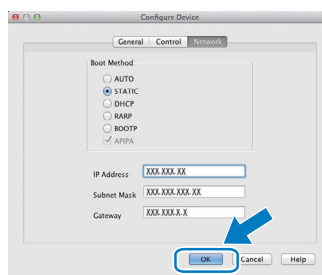 Configure Device
General Control Network
Boot Method
AUTO
STATIC
DHCP
RARP
BOOTP
APIPA
IP Address XXX.XXX.XX
Subnet Mask XXX.XXX.XXX.XX
Gateway XXX.XXX.X.X
OK Cancel Help